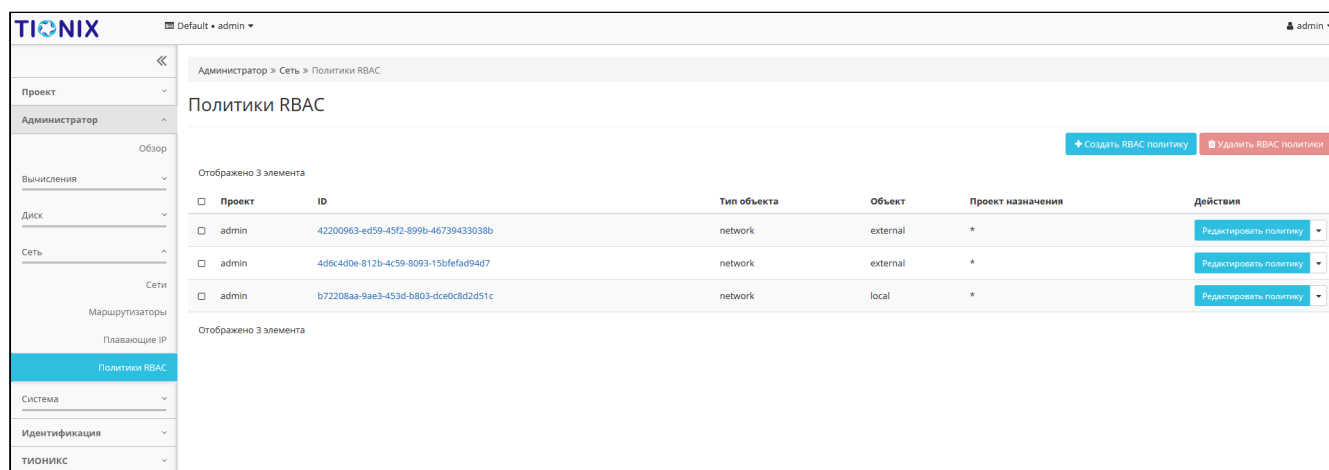 TIONIX
Default • admin
admin
Администратор » Сеть » Политики RBAC
Проект
Политики RBAC
Администратор
Обзор
Создать RBAC политику
Удалить RBAC политики
Вычисления
Отображено 3 элемента
Диск
Проект ID Тип объекта Объект Проект назначения Действия
admin 42200963-ed59-45f2-899b-46739433038b network external * Редактировать политику
Сеть
admin 4d6c4d0e-812b-4c59-8093-15bfefad94d7 network external * Редактировать политику
Сети
admin b72208aa-9ae3-453d-b803-dce0c8d2d51c network local * Редактировать политику
Маршрутизаторы
Отображено 3 элемента
Плавающие IP
Политики RBAC
Система
Идентификация
ТИОНИКС